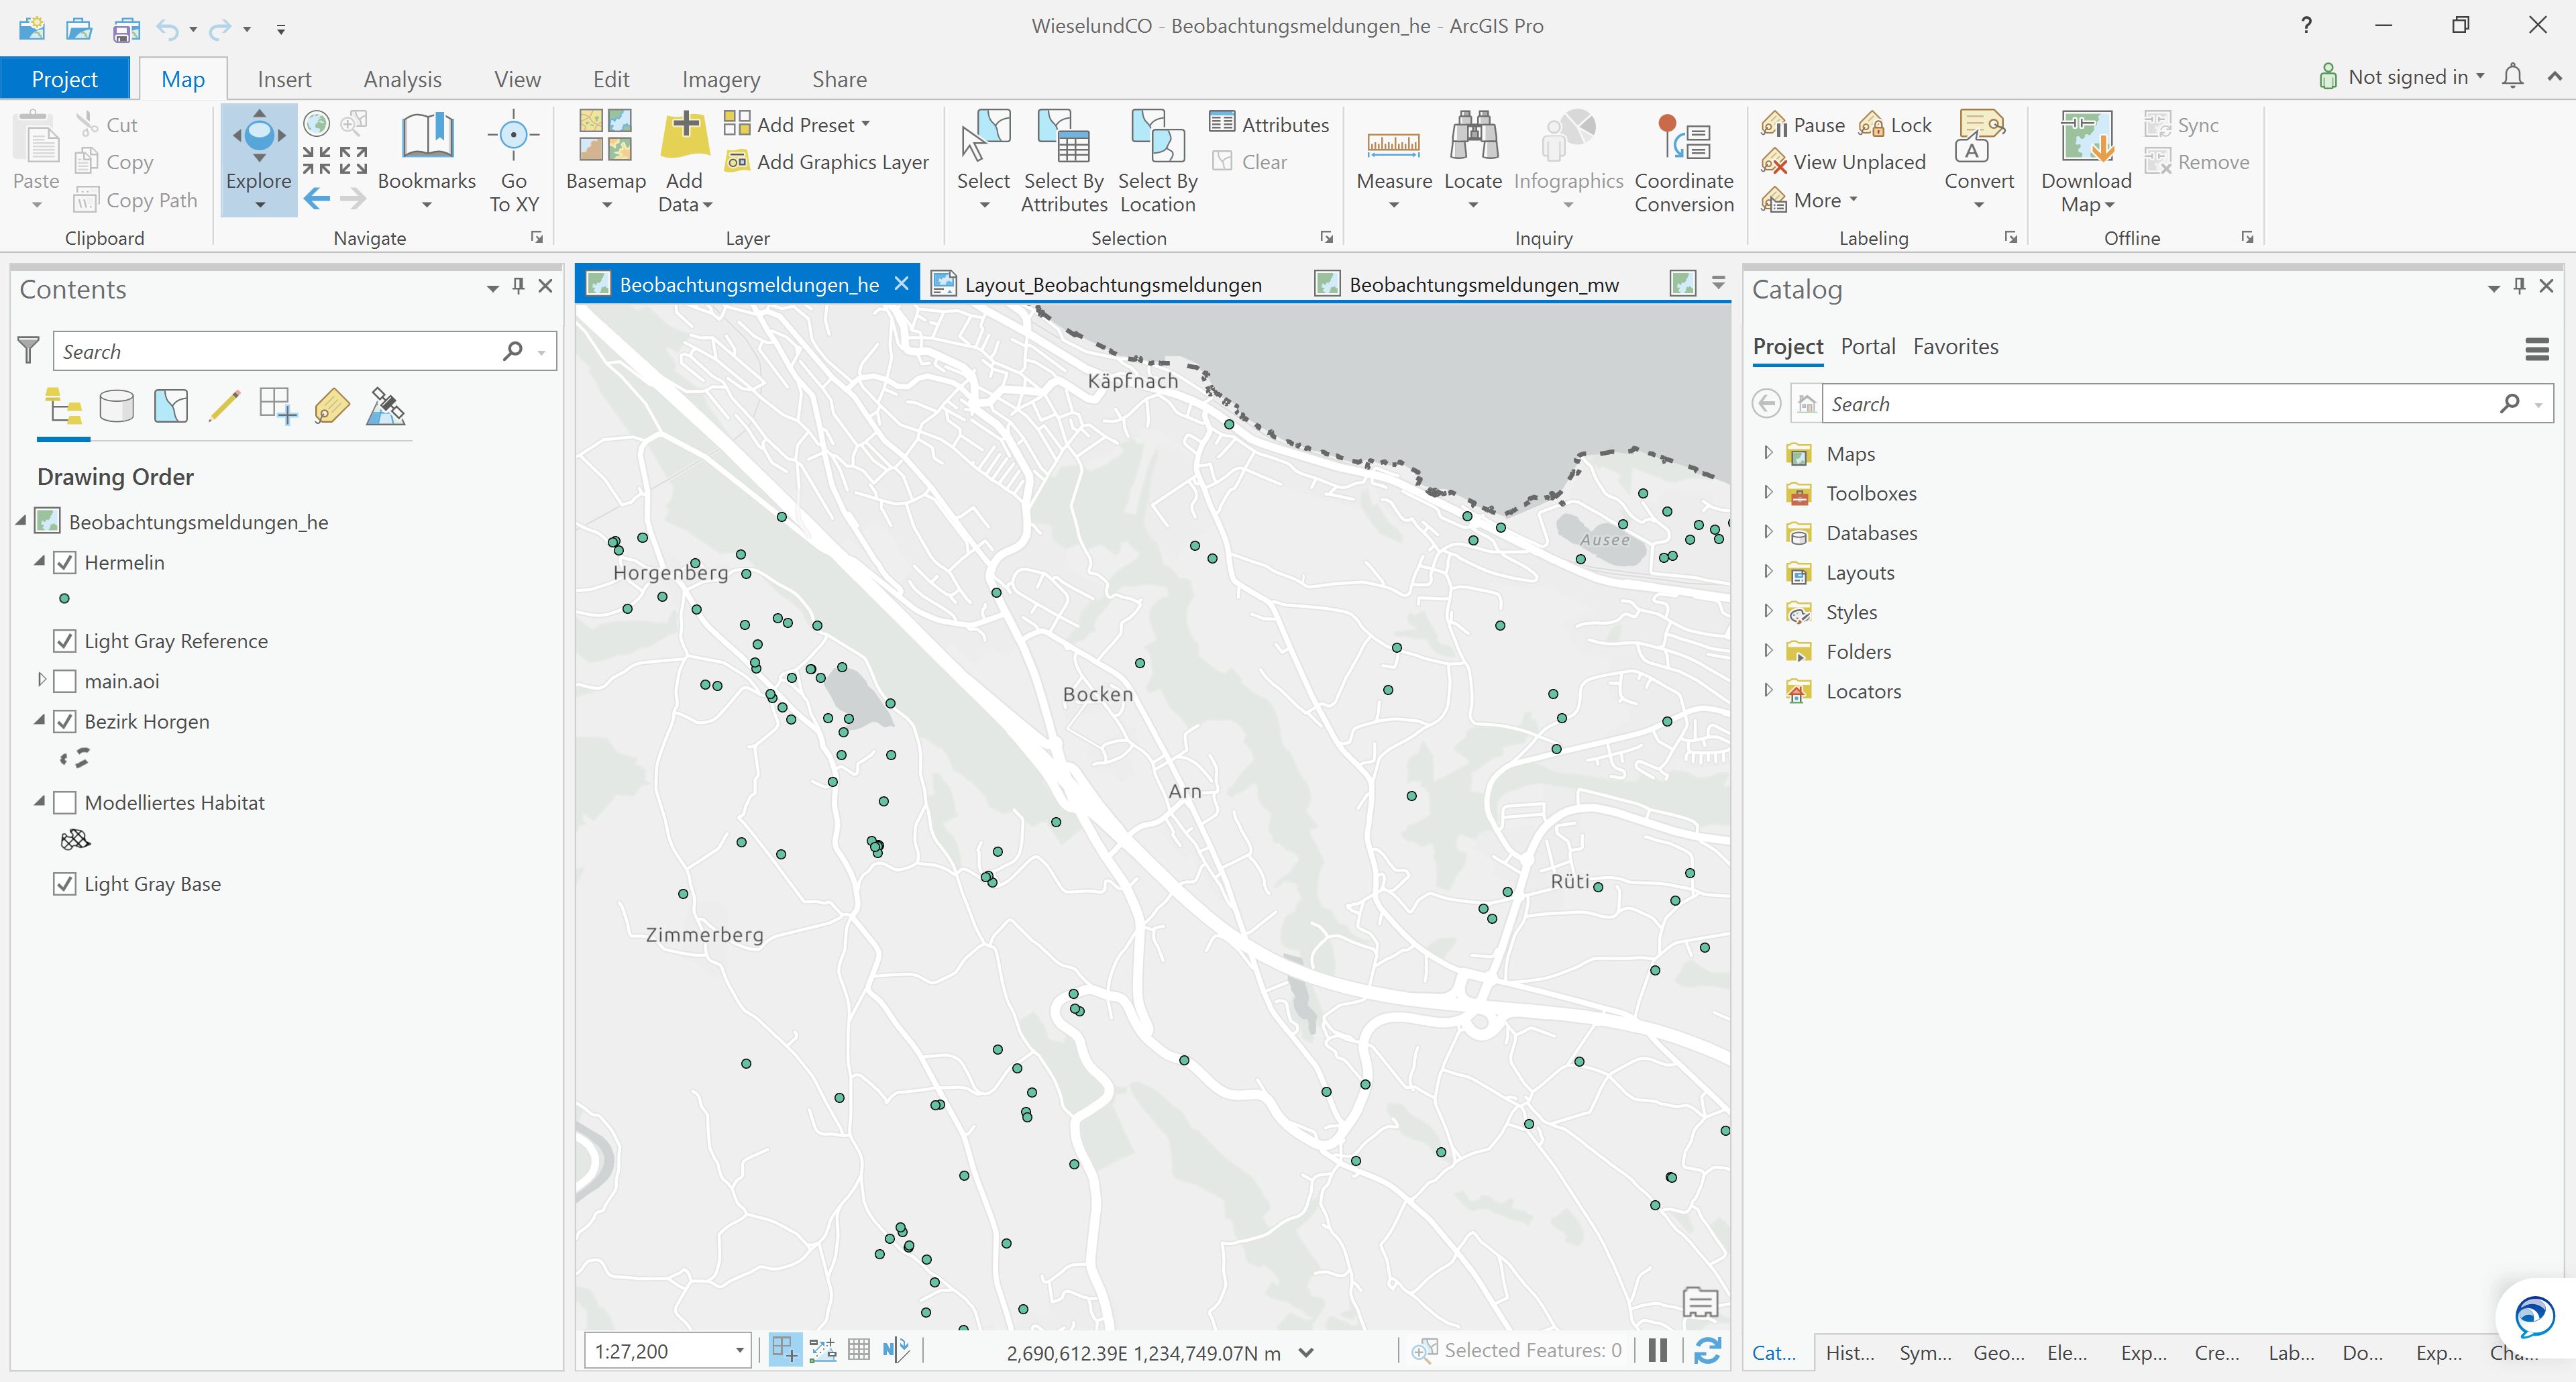 WieselundCO - Beobachtungsmeldungen_he - ArcGIS Pro
?
Project Map Insert Analysis View Edit Imagery Share
Not signed in
Paste
Cut
Copy
Copy Path
Clipboard
Explore
Bookmarks
Go
To XY
Navigate
Basemap
Add
Data
Add Preset
Add Graphics Layer
Layer
Select
Select By
Attributes
Select By
Location
Attributes
Clear
Selection
Measure
Locate
Infographics
Coordinate
Conversion
Inquiry
Pause
Lock
View Unplaced
More
Convert
A
Labeling
Download
Map
Sync
Remove
Offline
Contents
Search
Drawing Order
Beobachtungsmeldungen_he
Hermelin
Light Gray Reference
main.aoi
Bezirk Horgen
Modelliertes Habitat
Light Gray Base
Beobachtungsmeldungen_he
Layout_Beobachtungsmeldungen
Beobachtungsmeldungen_mw
Käpfnach
Ausee
Horgenberg
Bocken
Arn
Rüti
Zimmerberg
1:27,200
N
2,690,612.39E 1,234,749.07N m
Selected Features: 0
Catalog
Project Portal Favorites
Search
Maps
Toolboxes
Databases
Layouts
Styles
Folders
Locators
Cat... Hist... Sym... Geo... Ele... Exp... Cre... Lab... Do... Exp... Cha...